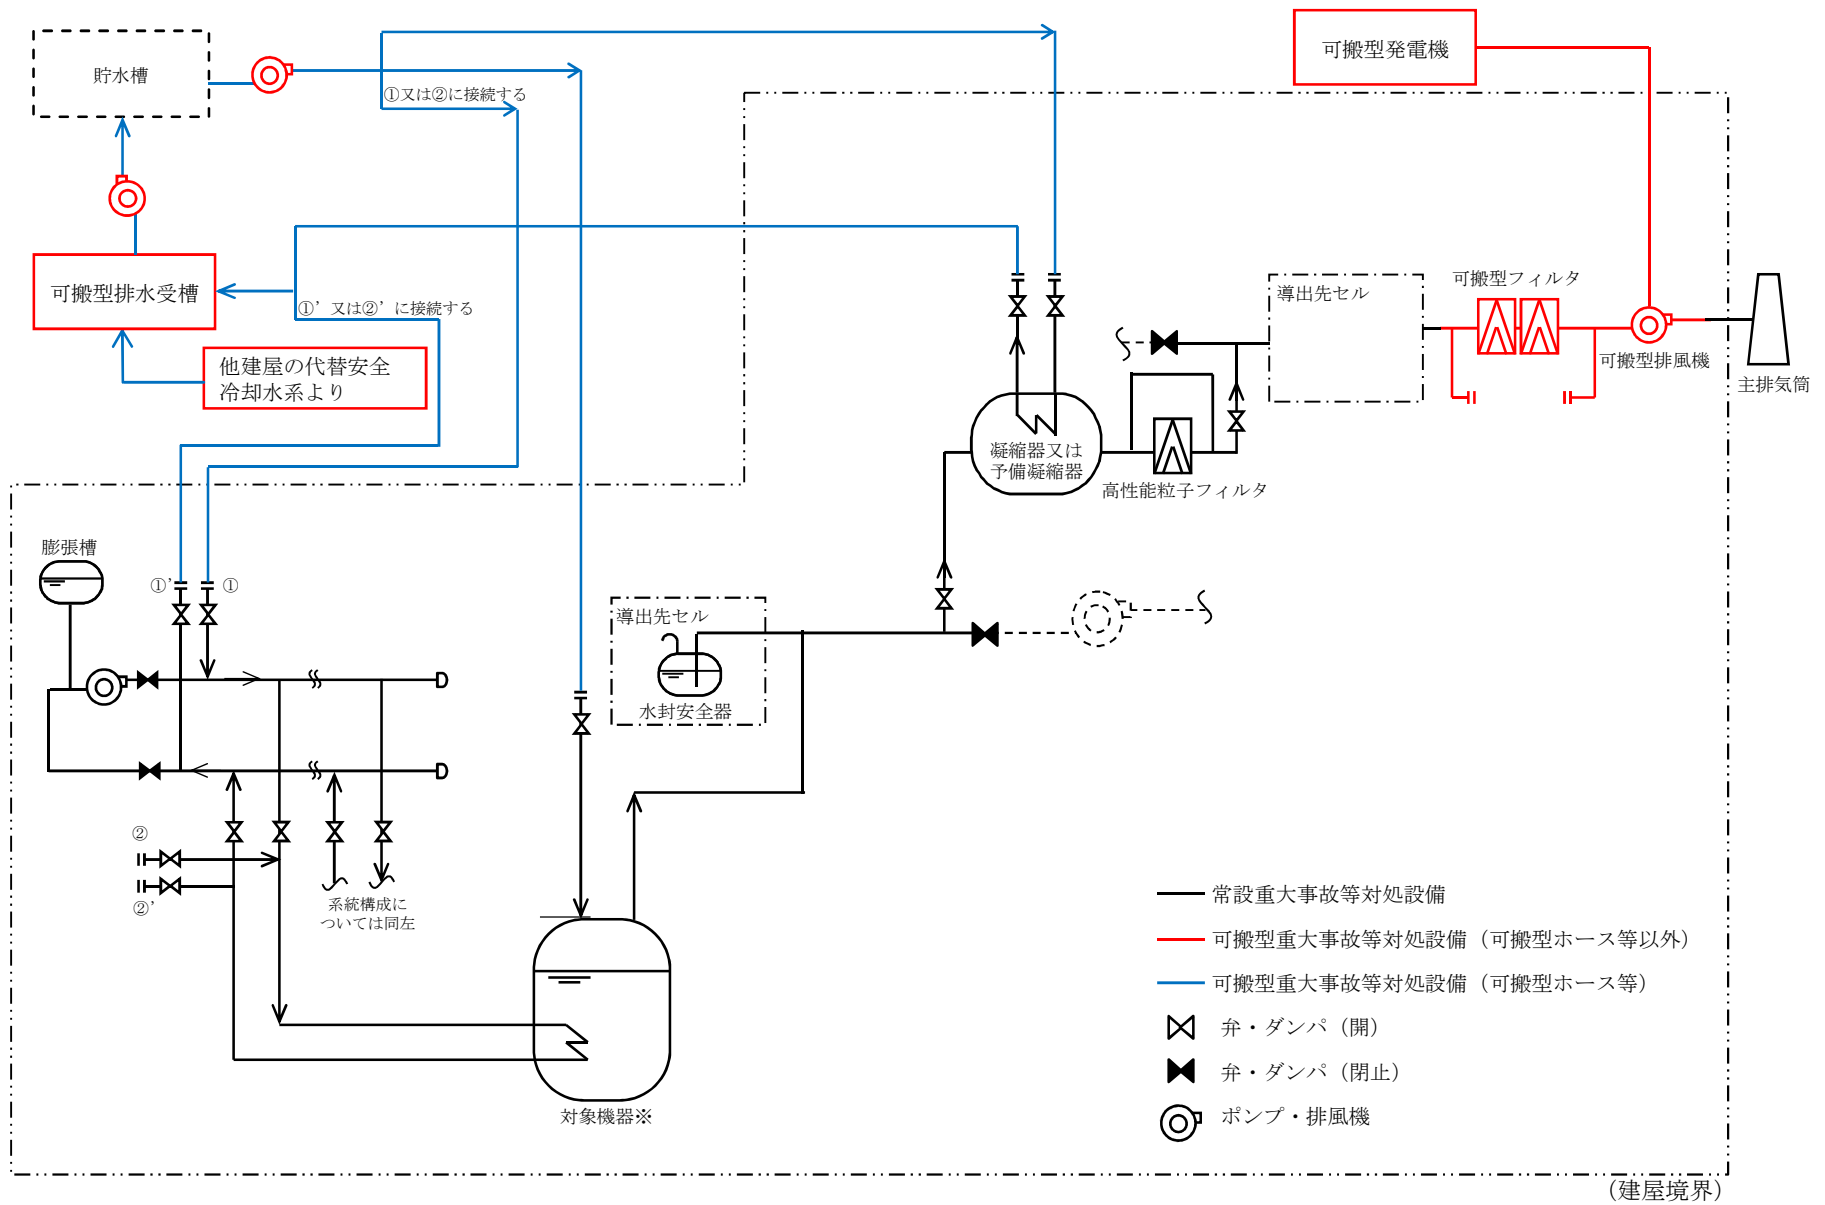 可搬型発電機
貯水槽
①又は②に接続する
可搬型排水受槽
①’又は②’に接続する
他建屋の代替安全
冷却水系より
導出先セル
可搬型フィルタ
可搬型排風機
主排気筒
凝縮器又は
予備凝縮器
高性能粒子フィルタ
膨張槽
①’
①
導出先セル
水封安全器
②
②’
系統構成に
ついては同左
対象機器※
常設重大事故等対処設備
可搬型重大事故等対処設備（可搬型ホース等以外）
可搬型重大事故等対処設備（可搬型ホース等）
弁・ダンパ（開）
弁・ダンパ（閉止）
ポンプ・排風機
（建屋境界）